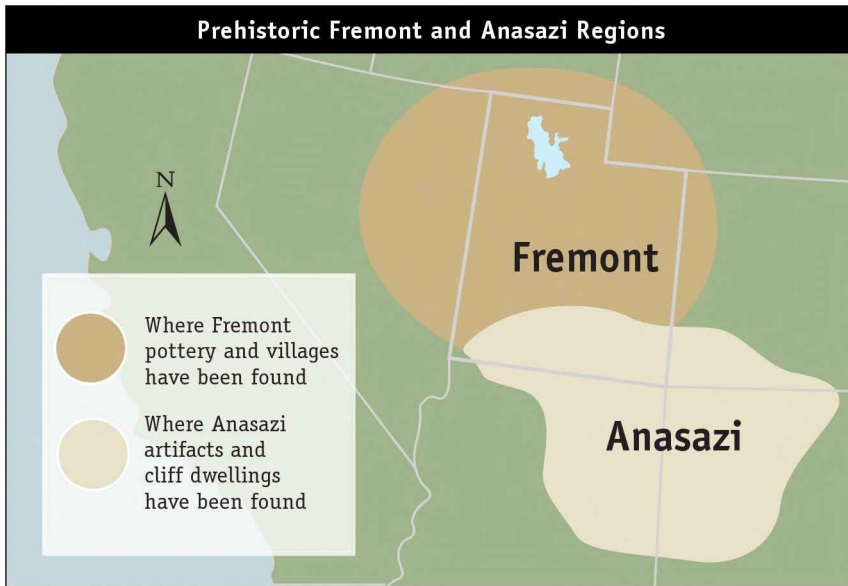 Prehistoric Fremont and Anasazi Regions
N
Fremont
Where Fremont
pottery and villages
have been found
Where Anasazi
artifacts and
cliff dwellings
have been found
Anasazi